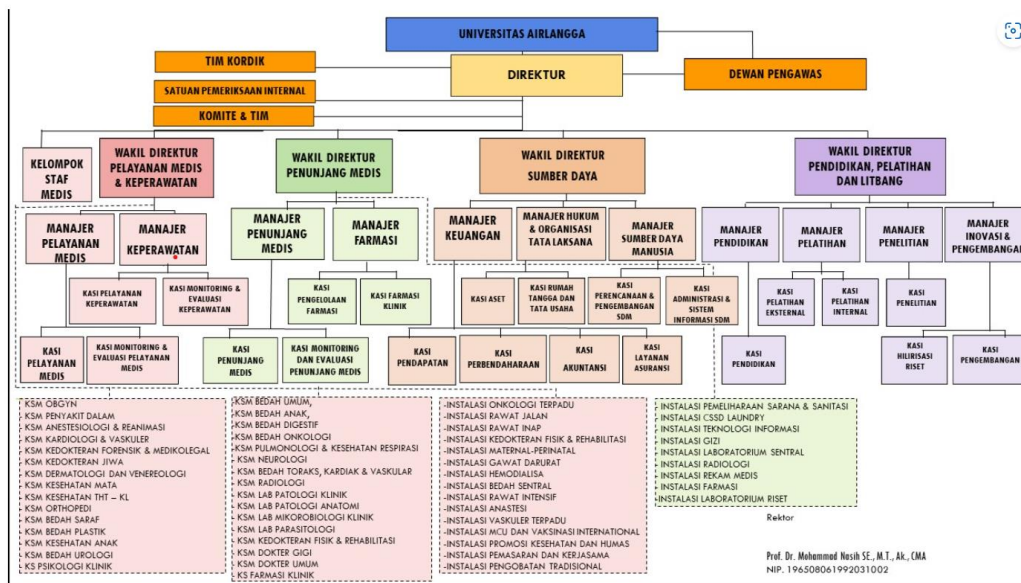 UNIVERSITAS AIRLANGGA
TIM KORDIK
DIREKTUR
DEWAN PENGAWAS
SATUAN PEMERIKSAAN INTERNAL
KOMITE & TIM
KELOMPOK
STAF
MEDIS
WAKIL DIREKTUR
PELAYANAN MEDIS
& KEPERAWATAN
WAKIL DIREKTUR
PENUNJANG MEDIS
WAKIL DIREKTUR
SUMBER DAYA
WAKIL DIREKTUR
PENDIDIKAN, PELATIHAN
DAN LITBANG
MANAJER
PELAYANAN
MEDIS
MANAJER
KEPERAWATAN
MANAJER
PENUNJANG
MEDIS
MANAJER
FARMASI
MANAJER
KEUANGAN
MANAJER HUKUM
& ORGANISASI
TATA LAKSANA
MANAJER
SUMBER DAYA
MANUSIA
MANAJER
PENDIDIKAN
MANAJER
PELATIHAN
MANAJER
PENELITIAN
MANAJER
INOVASI &
PENGEMBANGAN
KASI PELAYANAN
KEPERAWATAN
KASI MONITORING &
EVALUASI
KEPERAWATAN
KASI
PENGELOLAAN
FARMASI
KASI FARMASI
KLINIK
KASI ASET
KASI RUMAH
TANGGA DAN
TATA USAHA
KASI
PERENCANAAN &
PENGEMBANGAN
SDM
KASI
ADMINISTRASI &
SISTEM
INFORMASI SDM
KASI
PELATIHAN
EKSTERNAL
KASI
PELATIHAN
INTERNAL
KASI
PENELITIAN
KASI
PELAYANAN
MEDIS
KASI MONITORING &
EVALUASI PELAYANAN
MEDIS
KASI
PENUNJANG
MEDIS
KASI MONITORING
DAN EVALUASI
PENUNJANG MEDIS
KASI
PENDAPATAN
KASI
PERBENDAHARAAN
KASI
AKUNTANSI
KASI
LAYANAN
ASURANSI
KASI
PENDIDIKAN
KASI
HILIRISASI
RISET
KASI
PENGEMBANGAN
-KSM OBGYN
- KSM PENYAKIT DALAM
- KSM ANESTESIOLOGI & REANIMASI
- KSM KARDIOLOGI & VASKULER
- KSM KEDOKTERAN FORENSIK & MEDIKOLEGAL
- KSM KEDOKTERAN JIWA
- KSM DERMATOLOGI DAN VENEREOLOGI
- KSM KESEHATAN MATA
- KSM KESEHATAN THT – KL
- KSM ORTHOPEDI
- KSM BEDAH SARAF
- KSM BEDAH PLASTIK
- KSM KESEHATAN ANAK
- KSM BEDAH UROLOGI
- KS PSIKOLOGI KLINIK
- KSM BEDAH UMUM,
- KSM BEDAH ANAK,
- KSM BEDAH DIGESTIF
- KSM BEDAH ONKOLOGI
- KSM PULMONOLOGI & KESEHATAN RESPIRASI
- KSM NEUROLOGI
- KSM BEDAH TORAKS, KARDIAK & VASKULAR
- KSM RADIOLOGI
- KSM LAB PATOLOGI KLINIK
- KSM LAB PATOLOGI ANATOMI
- KSM LAB MIKOROBIOLOGI KLINIK
- KSM LAB PARASITOLOGI
- KSM KEDOKTERAN FISIK & REHABILITASI
- KSM DOKTER GIGI
- KSM DOKTER UMUM
- KS FARMASI KLINIK
-INSTALASI ONKOLOGI TERPADU
-INSTALASI RAWAT JALAN
-INSTALASI RAWAT INAP
-INSTALASI KEDOKTERAN FISIK & REHABILITASI
-INSTALASI MATERNAL-PERINATAL
-INSTALASI GAWAT DARURAT
-INSTALASI HEMODIALISA
-INSTALASI BEDAH SENTRAL
-INSTALASI RAWAT INTENSIF
-INSTALASI ANASTESI
-INSTALASI VASKULER TERPADU
-INSTALASI MCU DAN VAKSINASI INTERNATIONAL
-INSTALASI PROMOSI KESEHATAN DAN HUMAS
-INSTALASI PEMASARAN DAN KERJASAMA
-INSTALASI PENGOBATAN TRADISIONAL
- INSTALASI PEMELIHARAAN SARANA & SANITASI
- INSTALASI CSSD LAUNDRY
- INSTALASI TEKNOLOGI INFORMASI
- INSTALASI GIZI
- INSTALASI LABORATORIUM SENTRAL
- INSTALASI RADIOLOGI
- INSTALASI REKAM MEDIS
- INSTALASI FARMASI
-INSTALASI LABORATORIUM RISET
Rektor
Prof. Dr. Mohammad Nasih SE., M.T., Ak., CMA
NIP. 196508061992031002